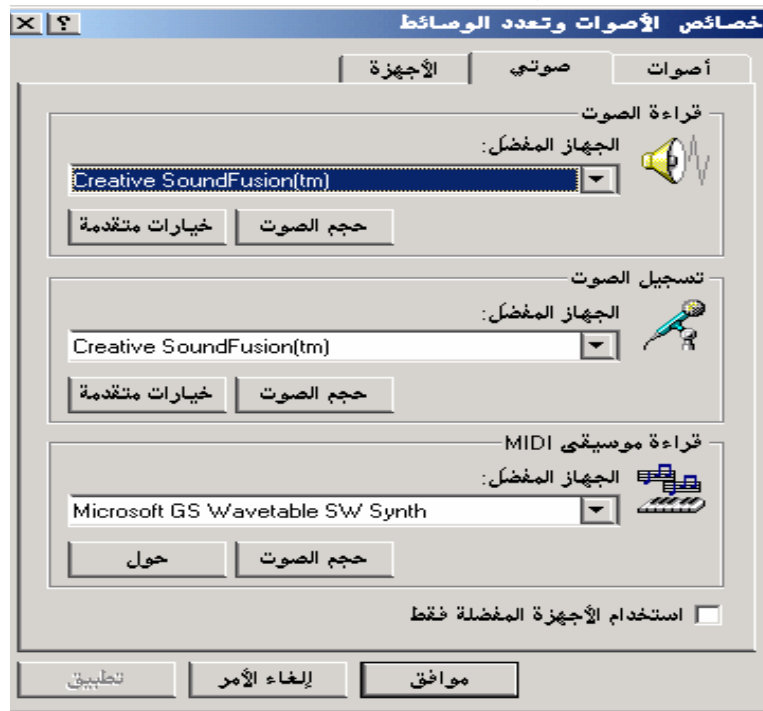 خصائص الأصوات وتعدد الوسائط
أصوات
صوتي
الأجهزة
قراءة الصوت
الجهاز المفضل:
Creative SoundFusion(tm)
حجم الصوت
خيارات متقدمة
تسجيل الصوت
الجهاز المفضل:
Creative SoundFusion(tm)
حجم الصوت
خيارات متقدمة
قراءة موسيقى MIDI
الجهاز المفضل:
Microsoft GS Wavetable SW Synth
حجم الصوت
حول
استخدام الأجهزة المفضلة فقط
موافق
إلغاء الأمر
تطبيق